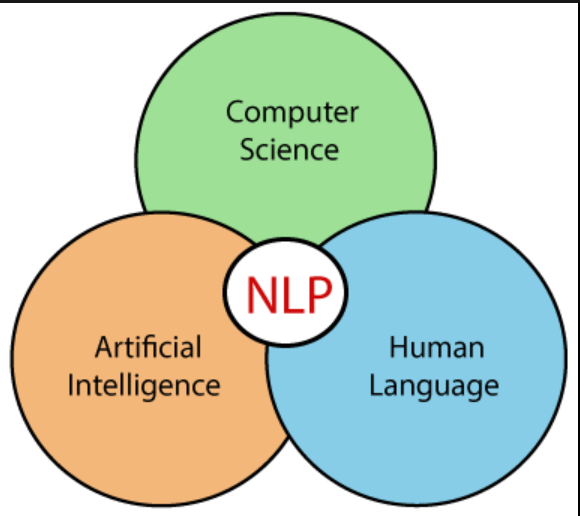 Computer
Science
NLP
Artificial
Intelligence
Human
Language